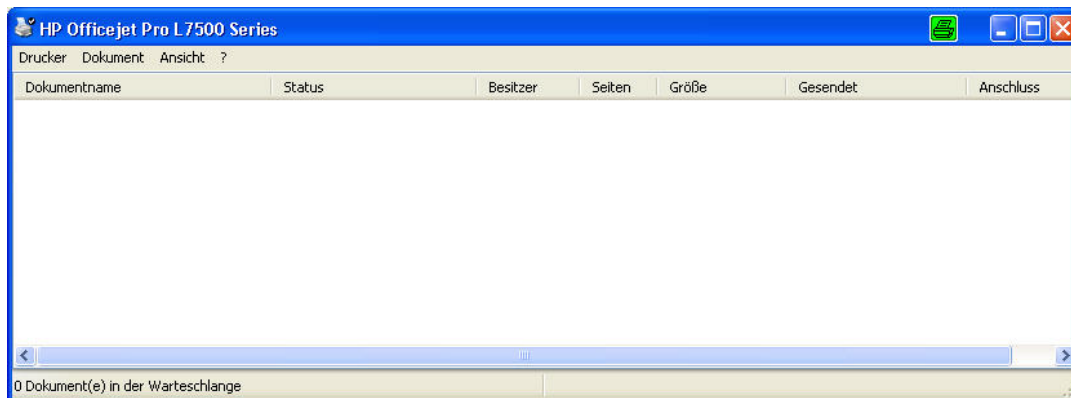 HP Officejet Pro L7500 Series
Drucker Dokument Ansicht ?
Dokumentname Status Besitzer Seiten Größe Gesendet Anschluss
0 Dokument(e) in der Warteschlange